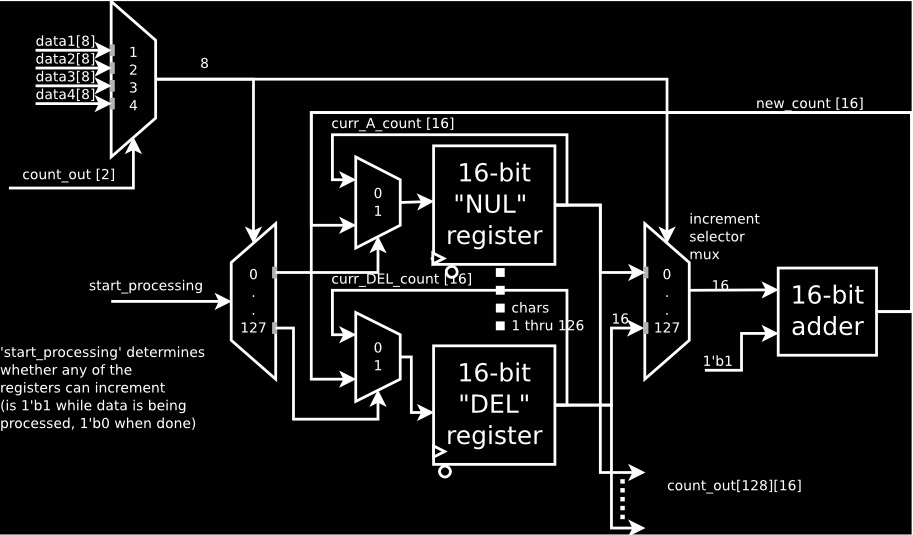 data1[8]
data2[8]
data3[8]
data4[8]
1
2
3
4
8
count_out [2]
new_count [16]
curr_A_count [16]
0
1
16-bit
"NUL"
register
increment
selector
mux
start_processing
0
.
.
127
curr_DEL_count [16]
chars
1 thru 126
0
1
16-bit
"DEL"
register
16
0
.
.
127
16
1'b1
16-bit
adder
'start_processing' determines
whether any of the
registers can increment
(is 1'b1 while data is being
processed, 1'b0 when done)
count_out[128][16]